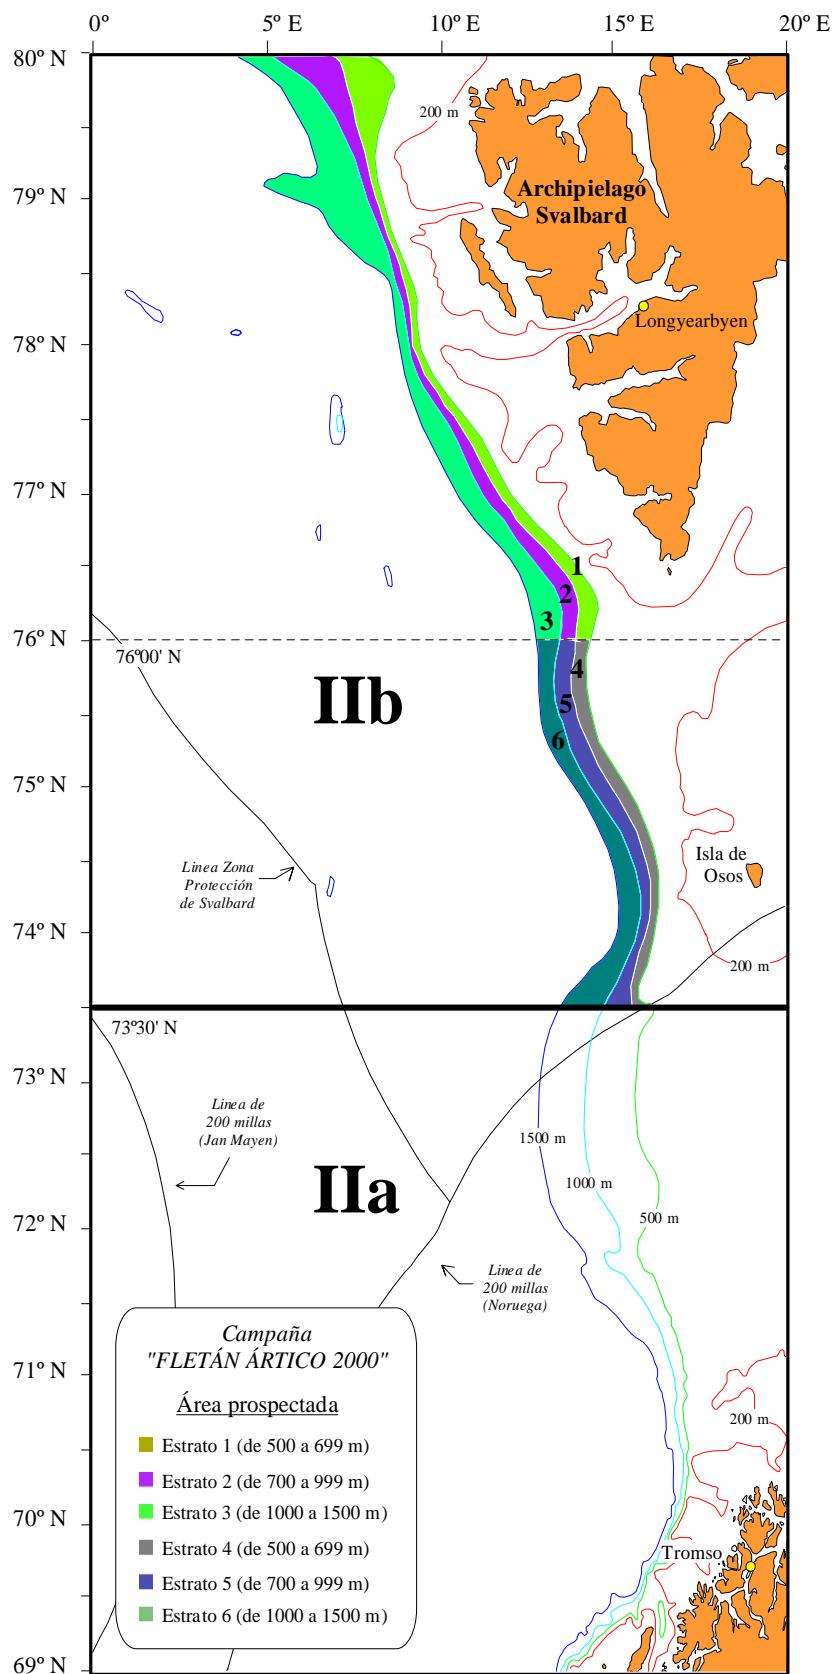 0º
5º E
10º E
15º E
20º E
80º N
200 m
79º N
Archipielago
Svalbard
Longyearbyen
78º N
77º N
1
2
3
76º N
76º00' N
4
IIb
5
6
75º N
Isla de
Osos
Linea Zona
Protección
de Svalbard
74º N
200 m
73º30' N
73º N
Linea de
200 millas
(Jan Mayen)
1500 m
IIa
1000 m
500 m
72º N
Linea de
200 millas
(Noruega)
Campaña
"FLETÁN ÁRTICO 2000"
71º N
Área prospectada
200 m
Estrato 1 (de 500 a 699 m)
Estrato 2 (de 700 a 999 m)
Estrato 3 (de 1000 a 1500 m)
70º N
Estrato 4 (de 500 a 699 m)
Tromso
Estrato 5 (de 700 a 999 m)
Estrato 6 (de 1000 a 1500 m)
69º N